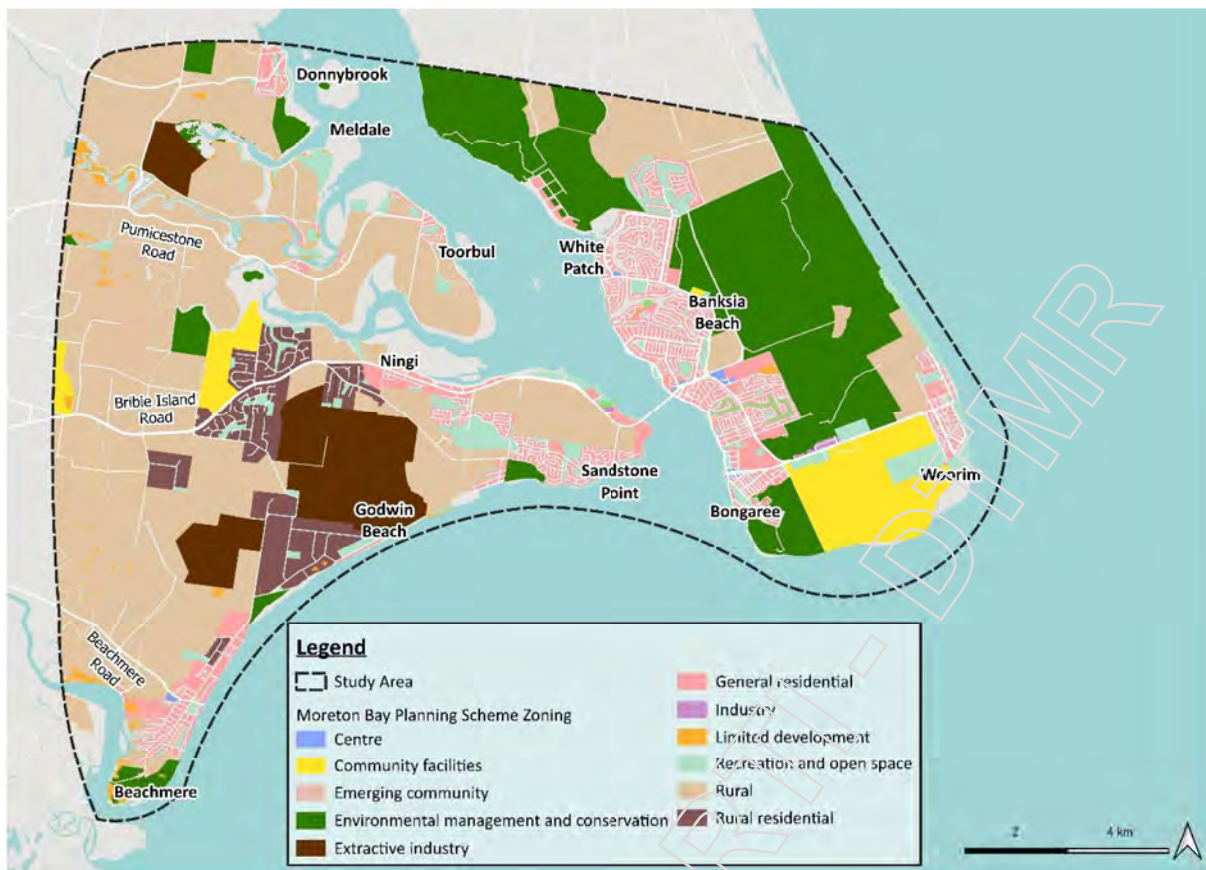 Donnybrook
Meldale
Pumicestone
Road
Toorbul
White
Patch
Banksia
Beach
Ningi
Brible Island
Road
Sandstone
Point
Woorim
Bongaree
Godwin
Beach
Beachmere
Road
Beachmere
Legend
Study Area
Moreton Bay Planning Scheme Zoning
Centre
Community facilities
Emerging community
Environmental management and conservation
Extractive industry
General residential
Industry
Limited development
Recreation and open space
Rural
Rural residential
2 4 km
RTI - DTMR